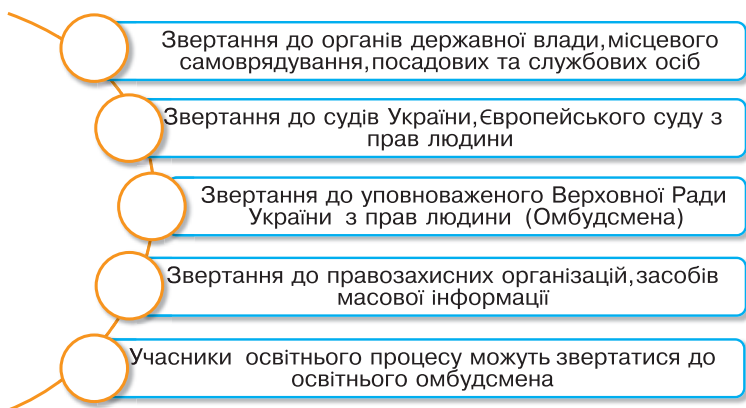 Звертання до органів державної влади,місцевого
самоврядування,посадових та службових осіб
Звертання до судів України,Європейського суду з
прав людини
Звертання до уповноваженого Верховної Ради
України з прав людини (Омбудсмена)
Звертання до правозахисних організацій,засобів
масової інформації
Учасники освітнього процесу можуть звертатися до
освітнього омбудсмена